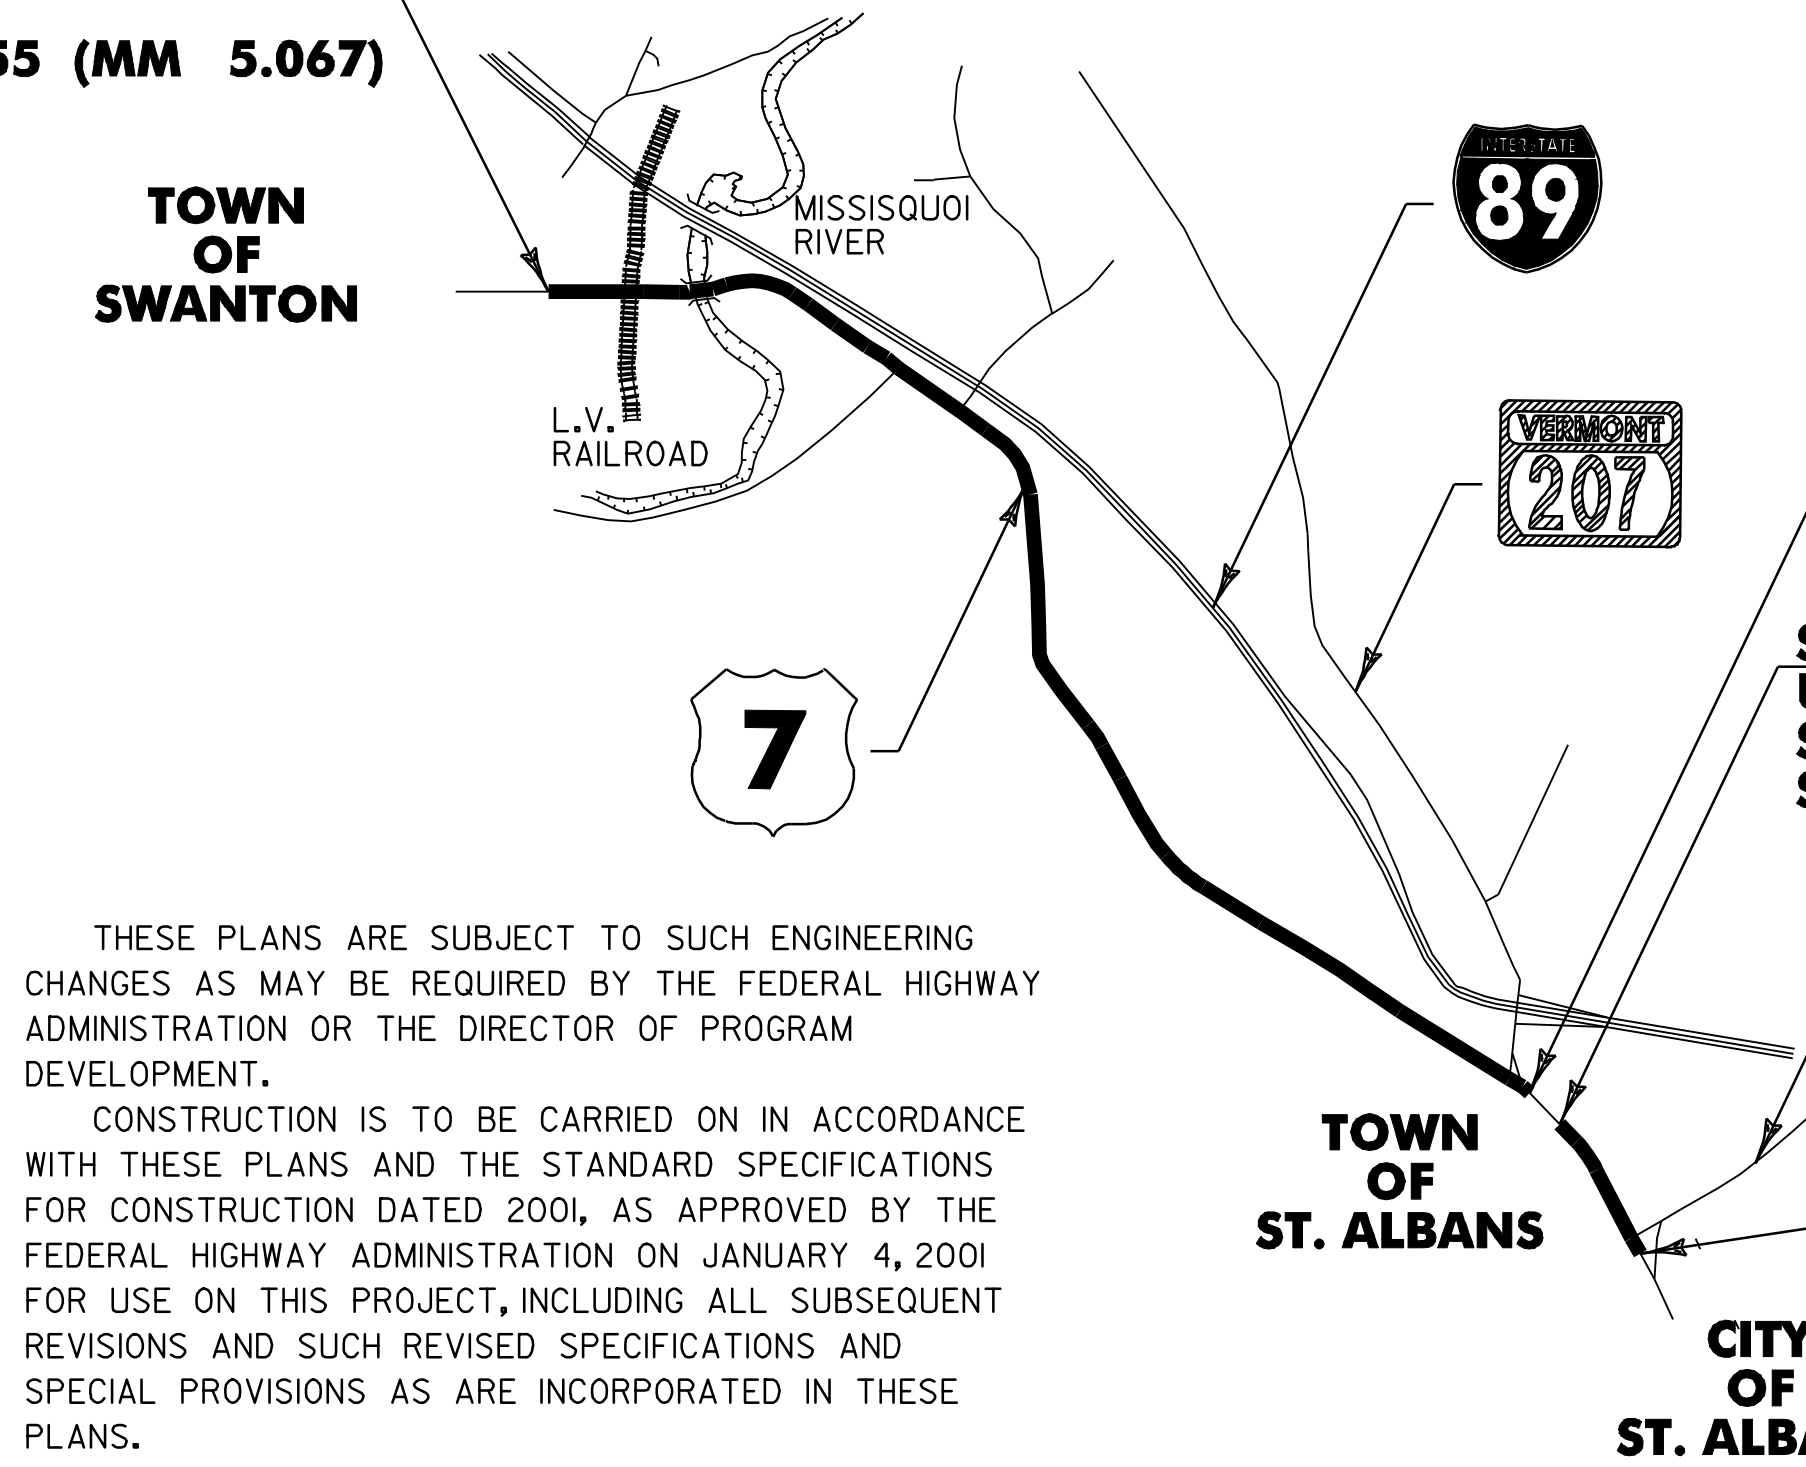 55 (MM 5.067)
TOWN
OF
SWANTON
MISSISQUOI
RIVER
L.V.
RAILROAD
INTERSTATE
89
VERMONT
207
7
THESE PLANS ARE SUBJECT TO SUCH ENGINEERING
CHANGES AS MAY BE REQUIRED BY THE FEDERAL HIGHWAY
ADMINISTRATION OR THE DIRECTOR OF PROGRAM
DEVELOPMENT.
CONSTRUCTION IS TO BE CARRIED ON IN ACCORDANCE
WITH THESE PLANS AND THE STANDARD SPECIFICATIONS
FOR CONSTRUCTION DATED 2001, AS APPROVED BY THE
FEDERAL HIGHWAY ADMINISTRATION ON JANUARY 4, 2001
FOR USE ON THIS PROJECT, INCLUDING ALL SUBSEQUENT
REVISIONS AND SUCH REVISED SPECIFICATIONS AND
SPECIAL PROVISIONS AS ARE INCORPORATED IN THESE
PLANS.
TOWN
OF
ST. ALBANS
CITY
OF
ST. ALBA